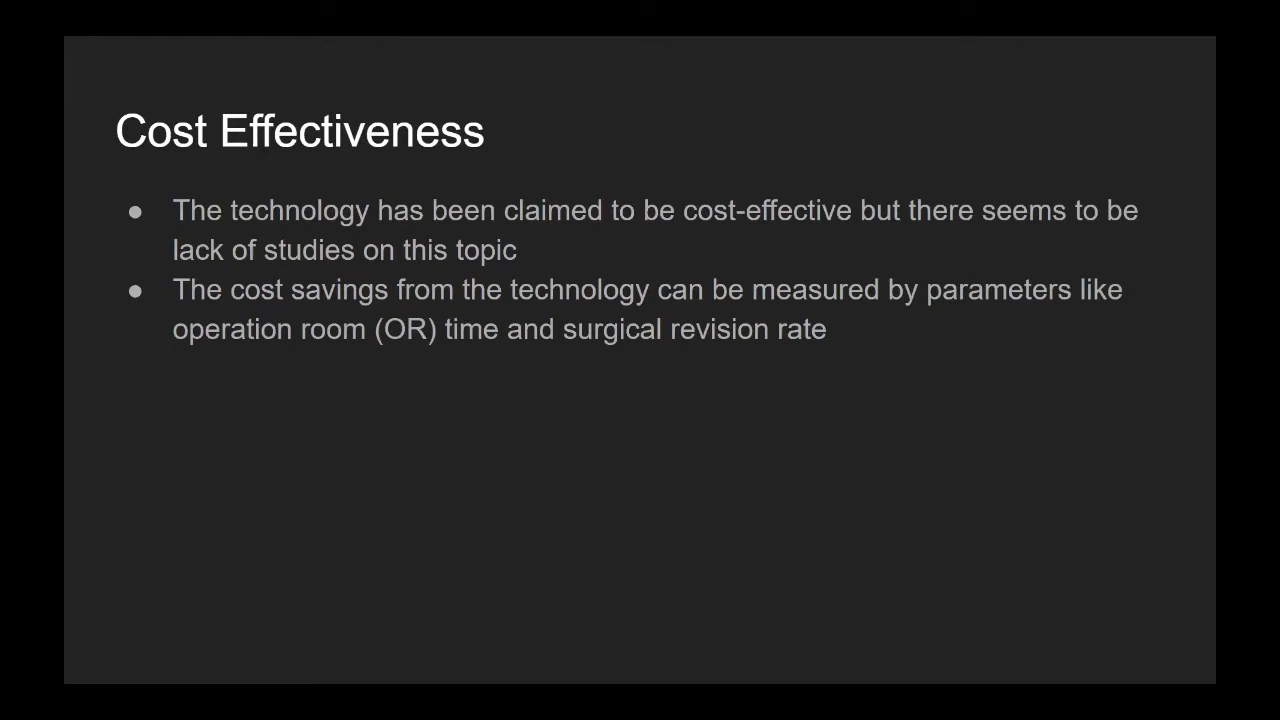 Cost Effectiveness
● The technology has been claimed to be cost-effective but there seems to be
lack of studies on this topic
● The cost savings from the technology can be measured by parameters like
operation room (OR) time and surgical revision rate